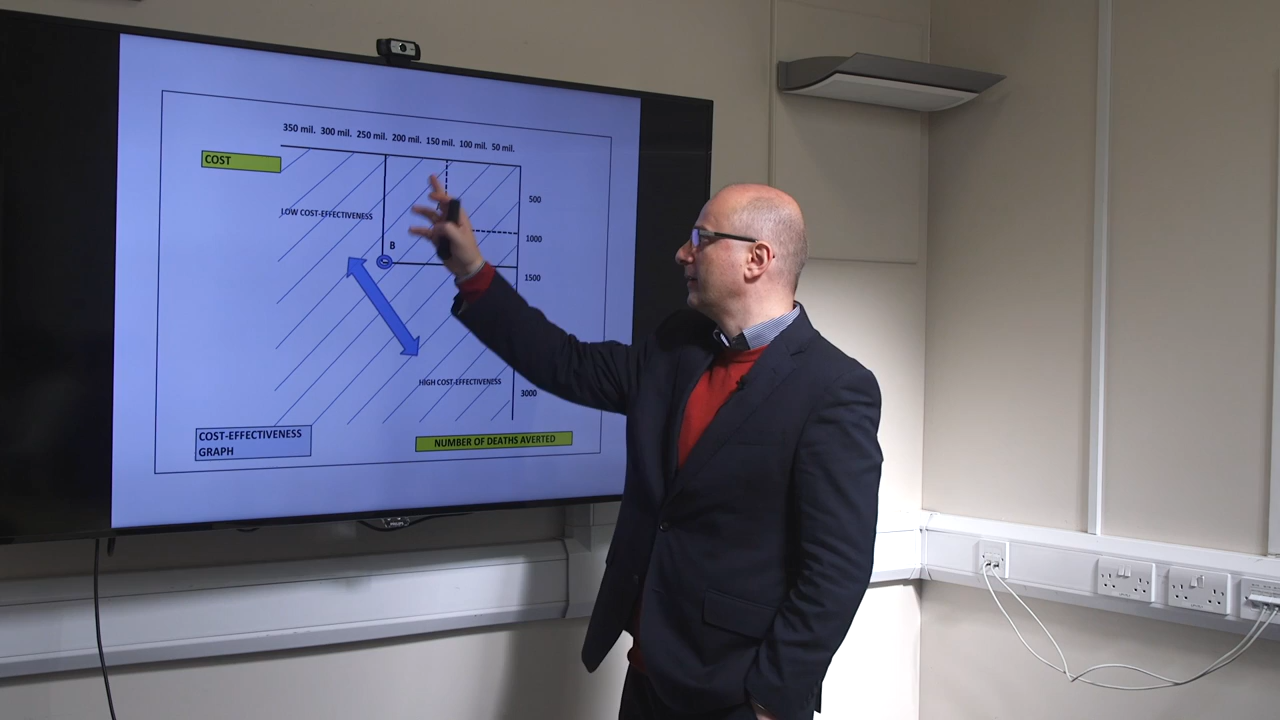 350 mil. 300 mil. 250 mil. 200 mil. 150 mil. 100 mil. 50 mil.
COST
500
LOW COST-EFFECTIVENESS
1000
B
1500
HIGH COST-EFFECTIVENESS
3000
COST-EFFECTIVENESS
GRAPH
NUMBER OF DEATHS AVERTED
PHILIPS